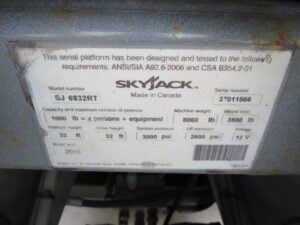 This aerial platform has been designed and tested to the following
requirements: ANSI/SIA A92.6-2006 and CSA B354.2-01
SKYJACK
Made in Canada
Model number
Serial number
SJ 6832RT
37011566
Capacity and maximum number of persons
Machine weight
Wheel load
1000 lb = 4 persons + equipment
8060 lb
3680 lb
Platform height
Drive height
System pressure
Lift pressure
Voltage
32 ft
32 ft
3000 psi
2600 psi
12 V
2015